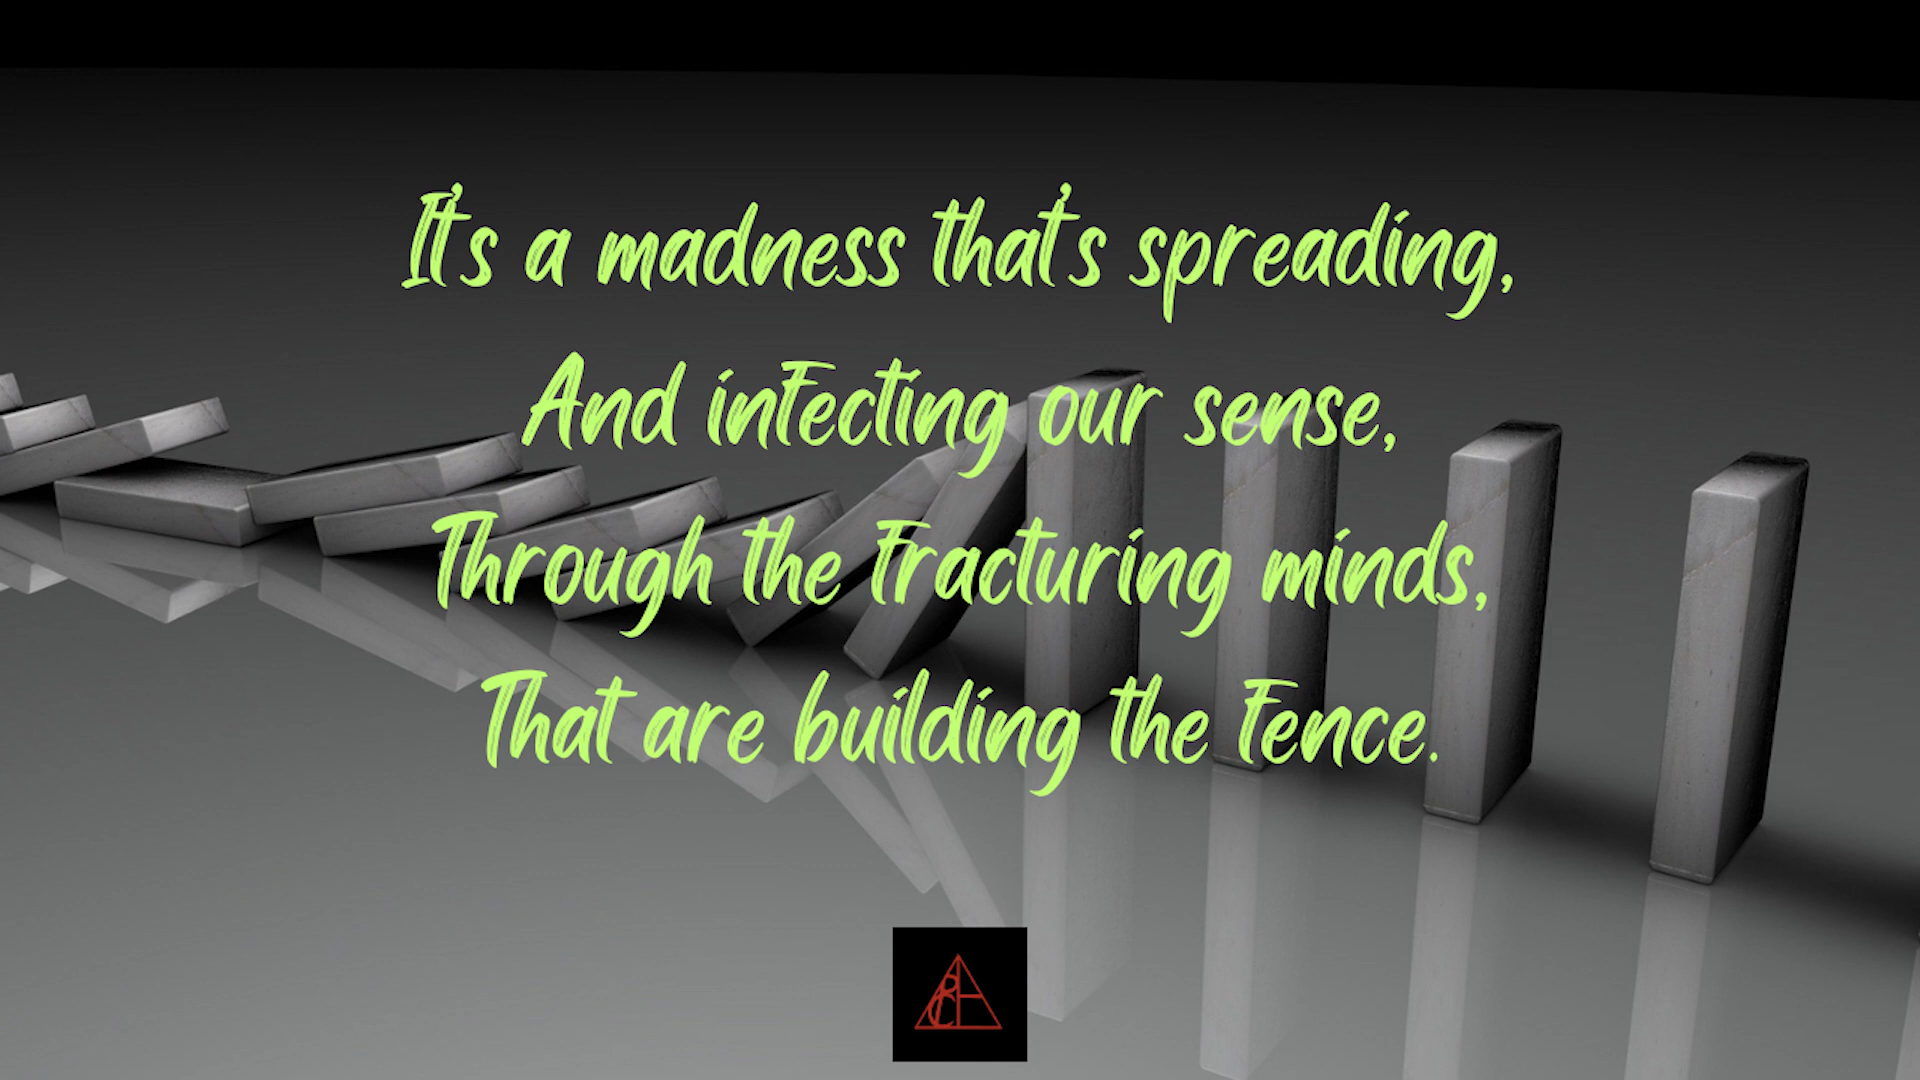 It's a madness that's spreading,
And infecting our sense,
Through the fracturing minds,
That are building the fence.